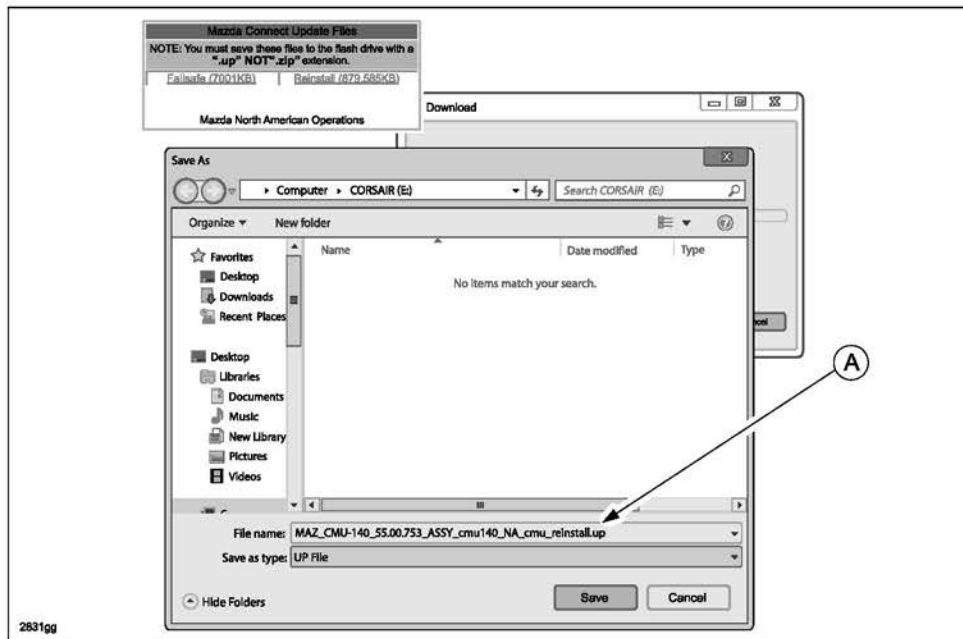 Mazda Connect Update Files
NOTE: You must save these files to the flash drive with a
".up" NOT".zip" extension.
Failsafe (7001KB) Reinstall (879,585KB)
Mazda North American Operations
Download
Save As
Computer CORSAIR (E:)
Search CORSAIR (E:)
Organize New folder
Name Date modified Type
No items match your search.
Favorites
Desktop
Downloads
Recent Places
Desktop
Libraries
Documents
Music
New Library
Pictures
Videos
A
File name: MAZ_CMU-140_55.00.753_ASSY_cmu140_NA_cmu_reinstall.up
Save as type: UP File
Hide Folders Save Cancel
2831gg